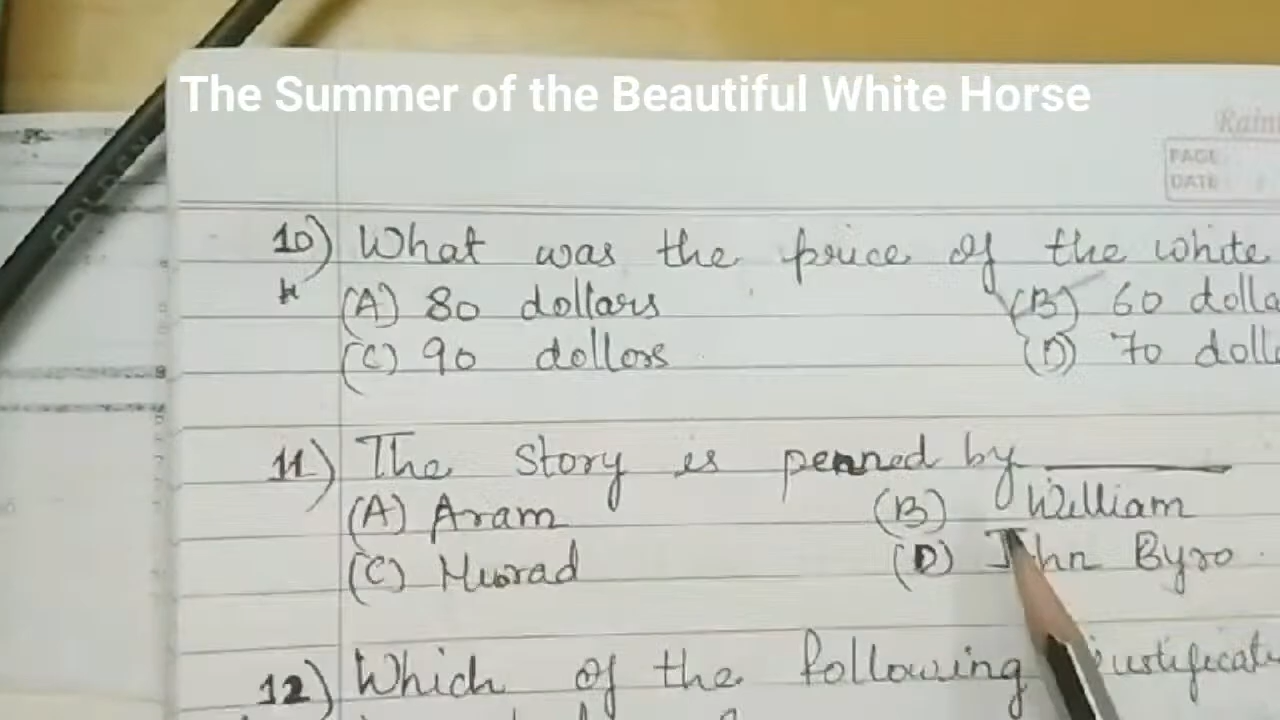 The Summer of the Beautiful White Horse
PAGE
DATE
10) What was the price of the white
(A) 80 dollars (B) 60 dolla
(C) 90 dollors (D) 70 doll
11) The story is penned by ______
(A) Aram (B) William
(C) Murad (D) John Byro
12) Which of the following